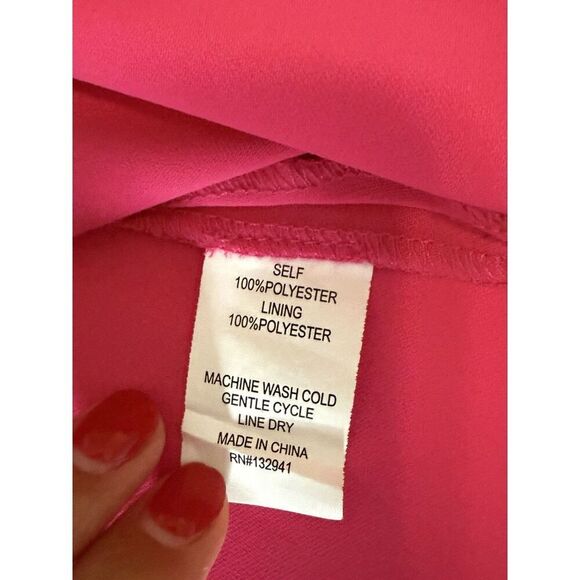 SELF
100%POLYESTER
LINING
100%POLYESTER
MACHINE WASH COLD
GENTLE CYCLE
LINE DRY
MADE IN CHINA
RN#132941